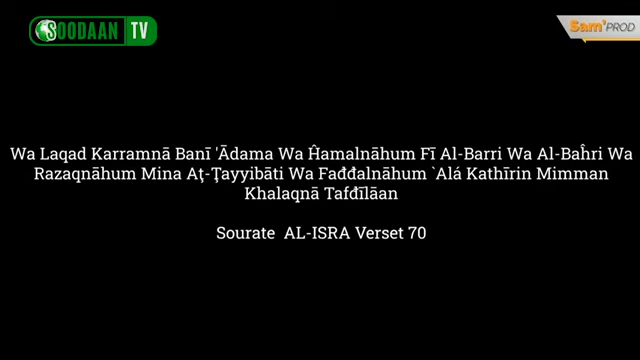 SOODAAN TV
Sam'PROD
Wa Laqad Karramnā Banī 'Ādama Wa Ĥamalnāhum Fī Al-Barri Wa Al-Baĥri Wa
Razaqnāhum Mina Aţ-Ţayyibāti Wa Fađđalnāhum `Alá Kathīrin Mimman
Khalaqnā Tafđīlāan
Sourate AL-ISRA Verset 70